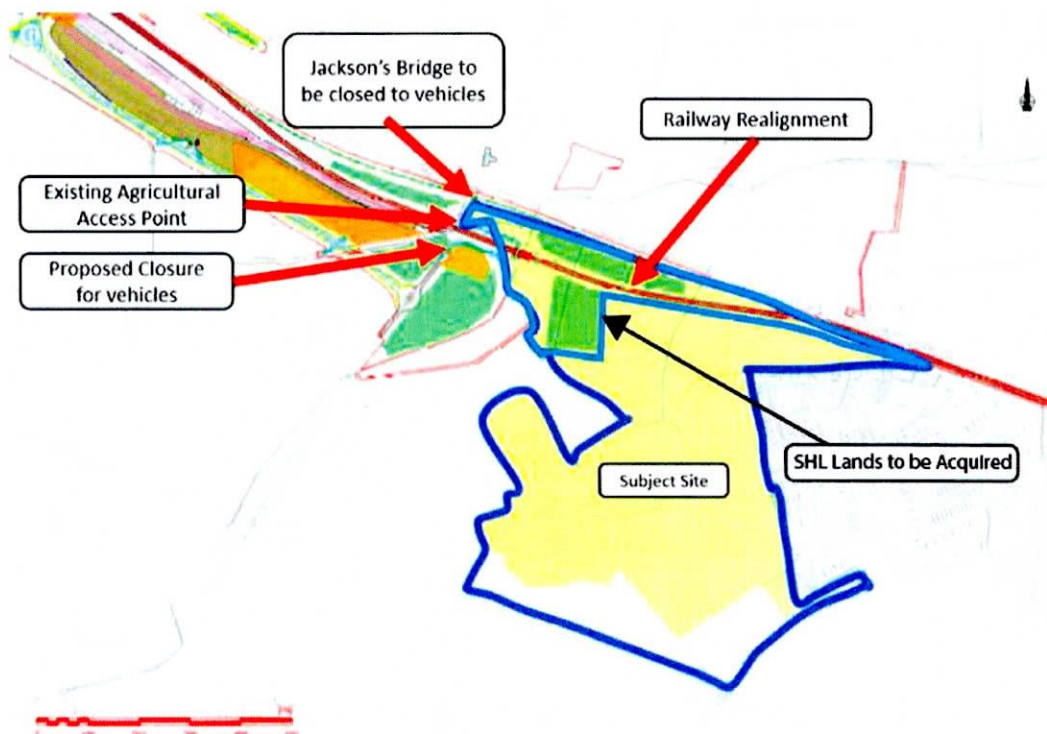 Jackson's Bridge to
be closed to vehicles
Railway Realignment
Existing Agricultural
Access Point
Proposed Closure
for vehicles
SHL Lands to be Acquired
Subject Site